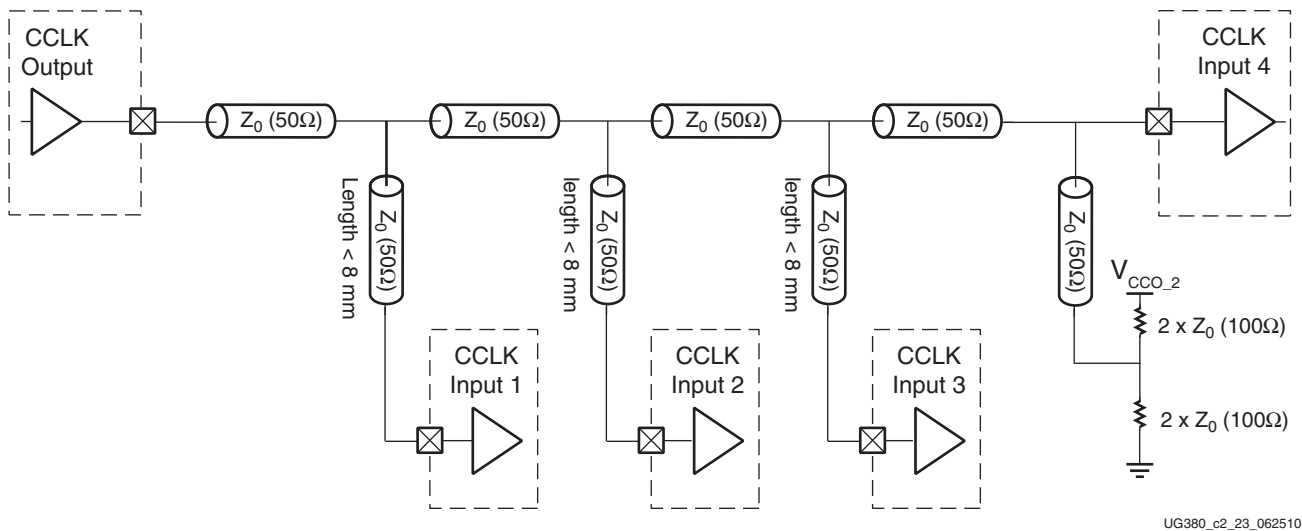 CCLK
Output
CCLK
Input 4
Z0 (50Ω)
Z0 (50Ω)
Z0 (50Ω)
Z0 (50Ω)
Length < 8 mm
Z0 (50Ω)
length < 8 mm
Z0 (50Ω)
length < 8 mm
Z0 (50Ω)
Z0 (50Ω)
VCCO_2
2 x Z0 (100Ω)
2 x Z0 (100Ω)
CCLK
Input 1
CCLK
Input 2
CCLK
Input 3
UG380_c2_23_062510